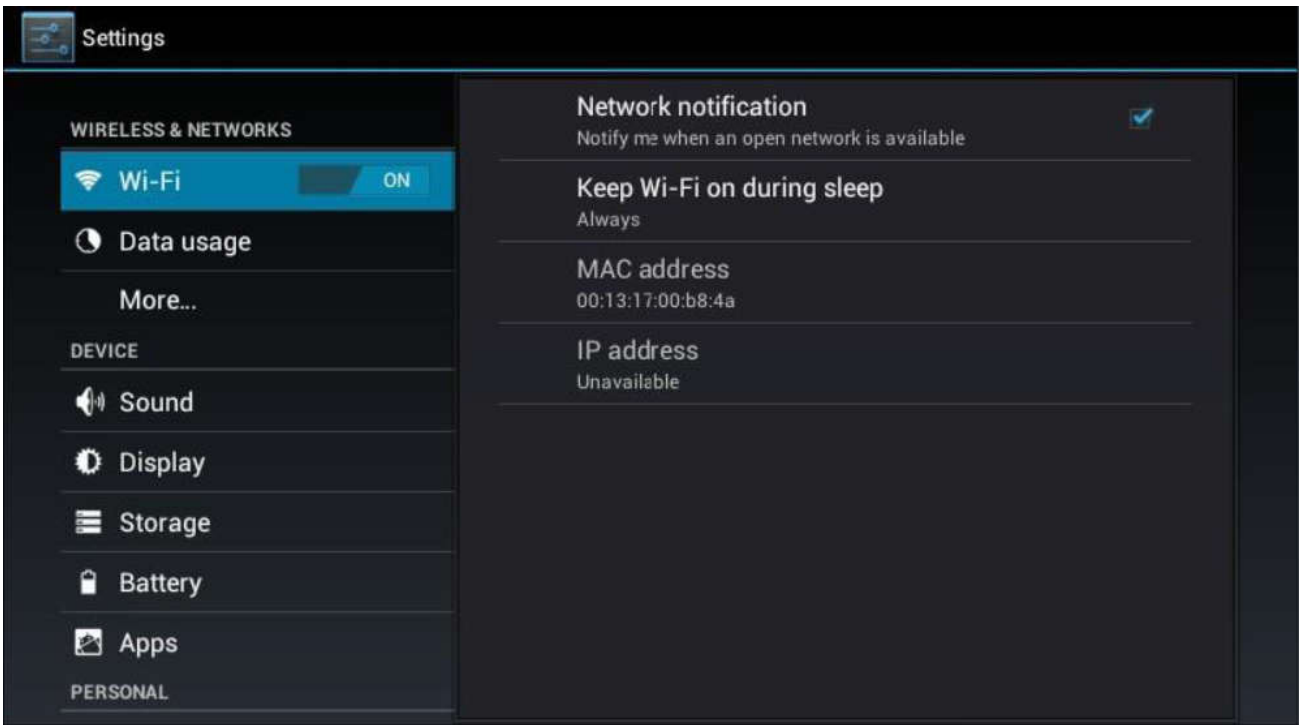 Settings
WIRELESS & NETWORKS
Wi-Fi ON
Data usage
More...
DEVICE
Sound
Display
Storage
Battery
Apps
PERSONAL
Network notification
Notify me when an open network is available
Keep Wi-Fi on during sleep
Always
MAC address
00:13:17:00:b8:4a
IP address
Unavailable